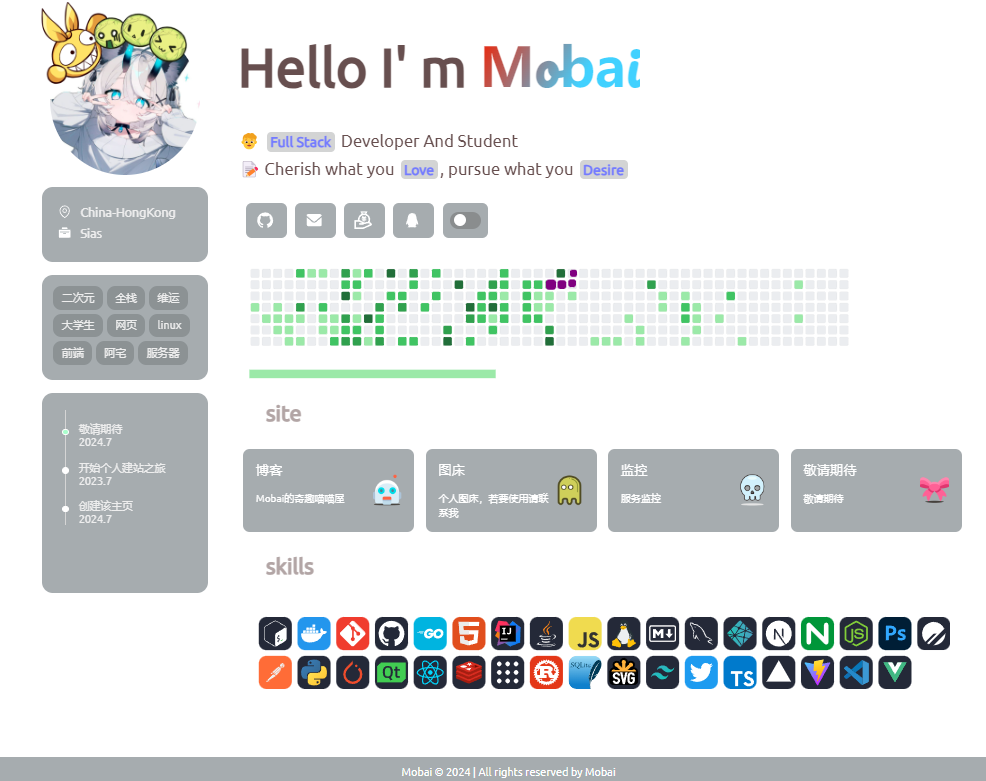 Hello I' m Mobai
Full Stack Developer And Student
Cherish what you Love , pursue what you Desire
China-HongKong
Sias
二次元 全栈 维运
大学生 网页 linux
前端 阿宅 服务器
敬请期待
2024.7
开始个人建站之旅
2023.7
创建该主页
2024.7
site
博客
Mobai的奇趣喵喵屋
图床
个人图床，若要使用请联
系我
监控
服务监控
敬请期待
敬请期待
skills
GO
5
IJ
JS
M
N
N
JS
Ps
Qt
R
SQLite
SVG
TS
Mobai © 2024 | All rights reserved by Mobai